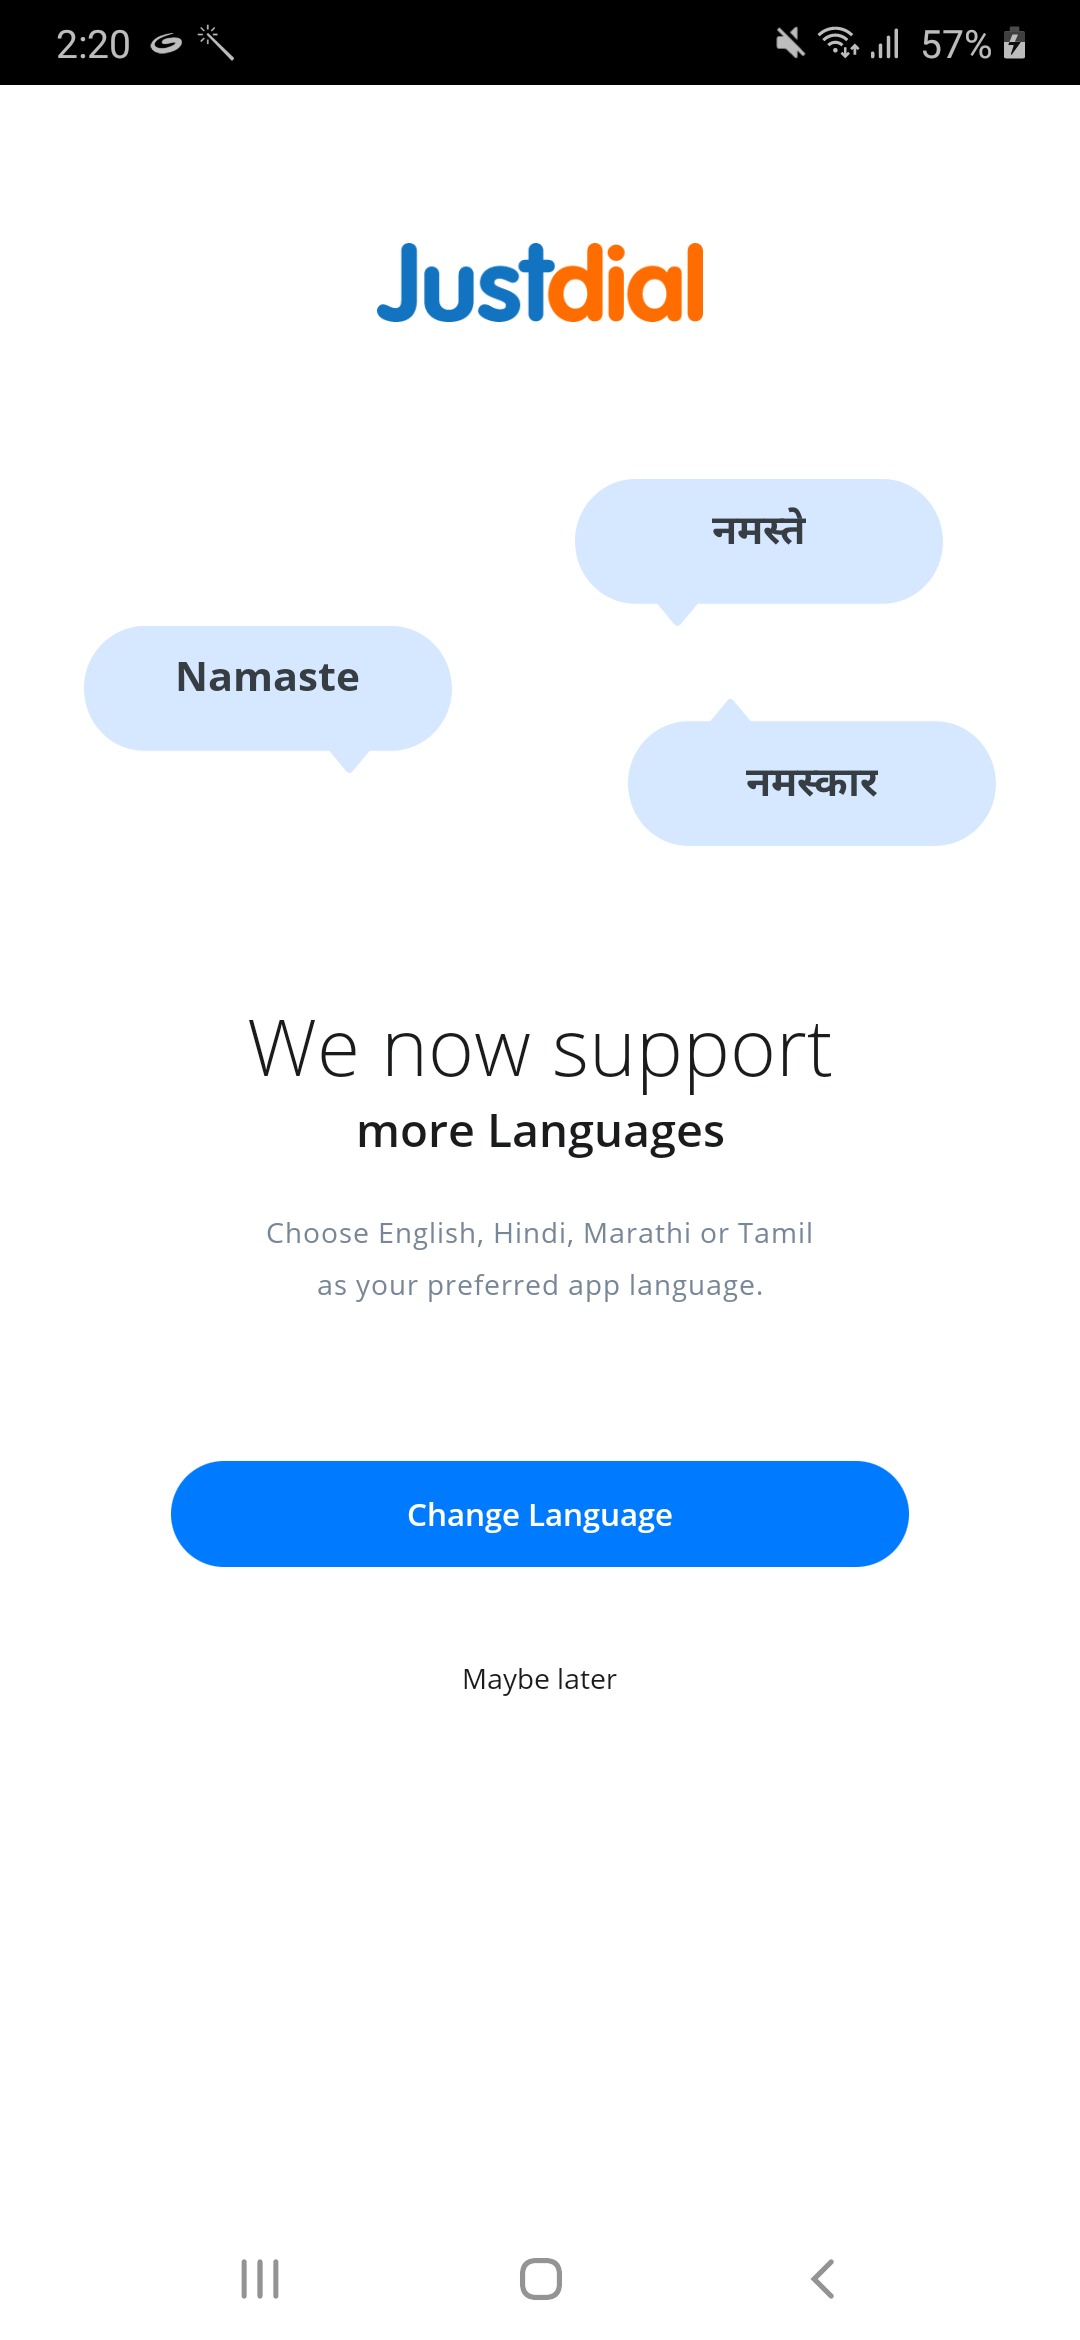 2:20
57%
Justdial
नमस्ते
Namaste
नमस्कार
We now support
more Languages
Choose English, Hindi, Marathi or Tamil
as your preferred app language.
Change Language
Maybe later